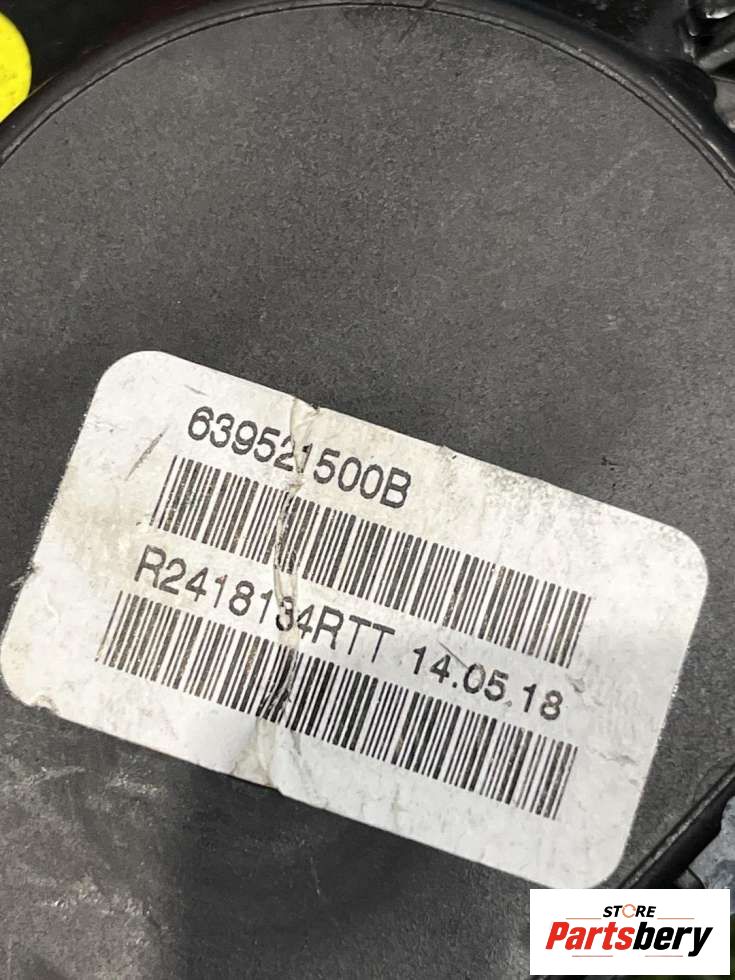 639521500B
R2418134RTT 14.05.18
STORE
Partsbery